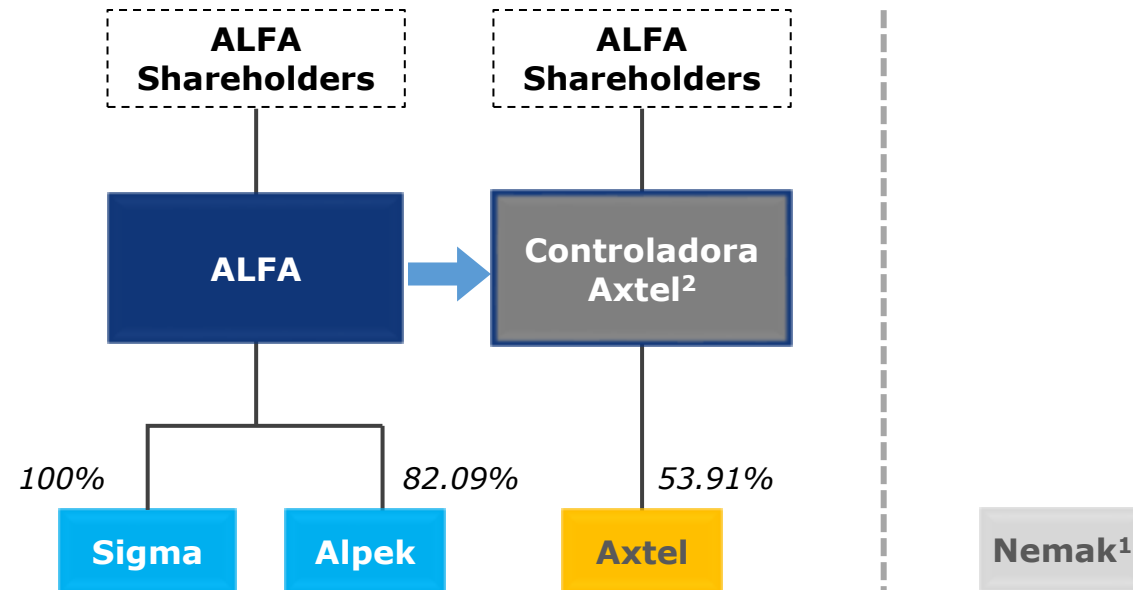 ALFA
Shareholders
ALFA
Shareholders
ALFA
Controladora
Axtel²
100%
82.09%
53.91%
Sigma
Alpek
Axtel
Nemak¹